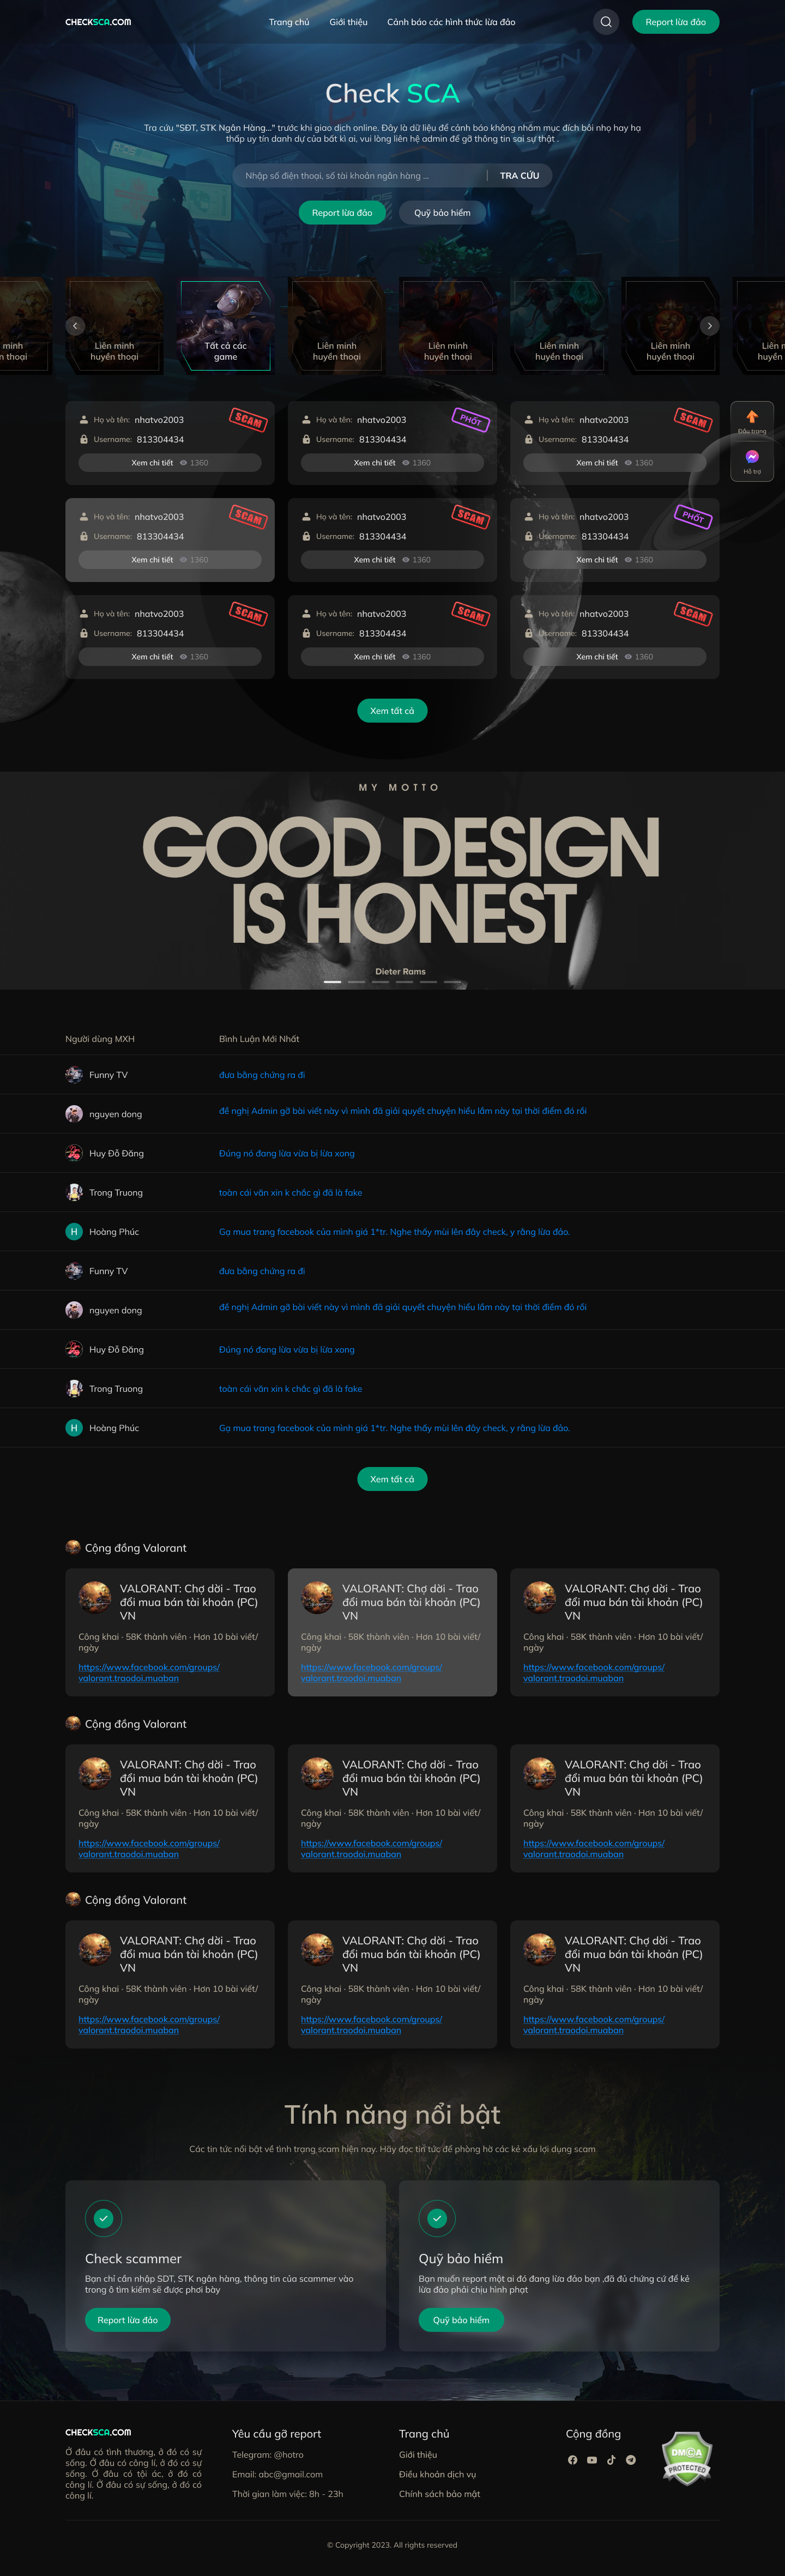 CHECKSCA.COM
Trang chủ
Giới thiệu
Cảnh báo các hình thức lừa đảo
Report lừa đảo
LEGION
Check SCA
Tra cứu "SĐT, STK Ngân Hàng..." trước khi giao dịch online. Đây là dữ liệu để cảnh báo không nhầm mục đích bôi nhọ hay hạ
thấp uy tín danh dự của bất kì ai, vui lòng liên hệ admin để gỡ thông tin sai sự thật .
Nhập số điện thoại, số tài khoản ngân hàng ...
TRA CỨU
Report lừa đảo
Quỹ bảo hiểm
minh
n thoại
Liên minh
huyền thoại
Tất cả các
game
Liên minh
huyền thoại
Liên minh
huyền thoại
Liên minh
huyền thoại
Liên minh
huyền thoại
Liên m
huyền
Họ và tên: nhatvo2003
SCAM
Username: 813304434
Xem chi tiết 1360
Họ và tên: nhatvo2003
PHỐT
Username: 813304434
Xem chi tiết 1360
Họ và tên: nhatvo2003
SCAM
Username: 813304434
Xem chi tiết 1360
Đầu trang
Hỗ trợ
Họ và tên: nhatvo2003
SCAM
Username: 813304434
Xem chi tiết 1360
Họ và tên: nhatvo2003
SCAM
Username: 813304434
Xem chi tiết 1360
Họ và tên: nhatvo2003
PHỐT
Username: 813304434
Xem chi tiết 1360
Họ và tên: nhatvo2003
SCAM
Username: 813304434
Xem chi tiết 1360
Họ và tên: nhatvo2003
SCAM
Username: 813304434
Xem chi tiết 1360
Họ và tên: nhatvo2003
SCAM
Username: 813304434
Xem chi tiết 1360
Xem tất cả
MY MOTTO
GOOD DESIGN
IS HONEST
Dieter Rams
Người dùng MXH
Bình Luận Mới Nhất
Funny TV
đưa bằng chứng ra đi
nguyen dong
đề nghị Admin gỡ bài viết này vì mình đã giải quyết chuyện hiểu lầm này tại thời điểm đó rồi
Huy Đỗ Đăng
Đúng nó đang lừa vừa bị lừa xong
Trong Truong
toàn cái văn xin k chắc gì đã là fake
H
Hoàng Phúc
Gạ mua trang facebook của mình giá 1*tr. Nghe thấy mùi lên đây check, y rằng lừa đảo.
Funny TV
đưa bằng chứng ra đi
nguyen dong
đề nghị Admin gỡ bài viết này vì mình đã giải quyết chuyện hiểu lầm này tại thời điểm đó rồi
Huy Đỗ Đăng
Đúng nó đang lừa vừa bị lừa xong
Trong Truong
toàn cái văn xin k chắc gì đã là fake
H
Hoàng Phúc
Gạ mua trang facebook của mình giá 1*tr. Nghe thấy mùi lên đây check, y rằng lừa đảo.
Xem tất cả
Cộng đồng Valorant
VALORANT: Chợ dời - Trao
đổi mua bán tài khoản (PC)
VN
Công khai · 58K thành viên · Hơn 10 bài viết/
ngày
https://www.facebook.com/groups/
valorant.traodoi.muaban
VALORANT: Chợ dời - Trao
đổi mua bán tài khoản (PC)
VN
Công khai · 58K thành viên · Hơn 10 bài viết/
ngày
https://www.facebook.com/groups/
valorant.traodoi.muaban
VALORANT: Chợ dời - Trao
đổi mua bán tài khoản (PC)
VN
Công khai · 58K thành viên · Hơn 10 bài viết/
ngày
https://www.facebook.com/groups/
valorant.traodoi.muaban
Cộng đồng Valorant
VALORANT: Chợ dời - Trao
đổi mua bán tài khoản (PC)
VN
Công khai · 58K thành viên · Hơn 10 bài viết/
ngày
https://www.facebook.com/groups/
valorant.traodoi.muaban
VALORANT: Chợ dời - Trao
đổi mua bán tài khoản (PC)
VN
Công khai · 58K thành viên · Hơn 10 bài viết/
ngày
https://www.facebook.com/groups/
valorant.traodoi.muaban
VALORANT: Chợ dời - Trao
đổi mua bán tài khoản (PC)
VN
Công khai · 58K thành viên · Hơn 10 bài viết/
ngày
https://www.facebook.com/groups/
valorant.traodoi.muaban
Cộng đồng Valorant
VALORANT: Chợ dời - Trao
đổi mua bán tài khoản (PC)
VN
Công khai · 58K thành viên · Hơn 10 bài viết/
ngày
https://www.facebook.com/groups/
valorant.traodoi.muaban
VALORANT: Chợ dời - Trao
đổi mua bán tài khoản (PC)
VN
Công khai · 58K thành viên · Hơn 10 bài viết/
ngày
https://www.facebook.com/groups/
valorant.traodoi.muaban
VALORANT: Chợ dời - Trao
đổi mua bán tài khoản (PC)
VN
Công khai · 58K thành viên · Hơn 10 bài viết/
ngày
https://www.facebook.com/groups/
valorant.traodoi.muaban
Tính năng nổi bật
Các tin tức nổi bật về tình trạng scam hiện nay. Hãy đọc tin tức để phòng hờ các kẻ xấu lợi dụng scam
Check scammer
Bạn chỉ cần nhập SDT, STK ngân hàng, thông tin của scammer vào
trong ô tìm kiếm sẽ được phơi bày
Report lừa đảo
Quỹ bảo hiểm
Bạn muốn report một ai đó đang lừa đảo bạn ,đã đủ chứng cứ để kẻ
lừa đảo phải chịu hình phạt
Quỹ bảo hiểm
CHECKSCA.COM
Ở đâu có tình thương, ở đó có sự
sống. Ở đâu có công lí, ở đó có sự
sống. Ở đâu có tội ác, ở đó có
công lí. Ở đâu có sự sống, ở đó có
công lí.
Yêu cầu gỡ report
Telegram: @hotro
Email: abc@gmail.com
Thời gian làm việc: 8h - 23h
Trang chủ
Giới thiệu
Điều khoản dịch vụ
Chính sách bảo mật
Cộng đồng
DMCA
PROTECTED
© Copyright 2023. All rights reserved